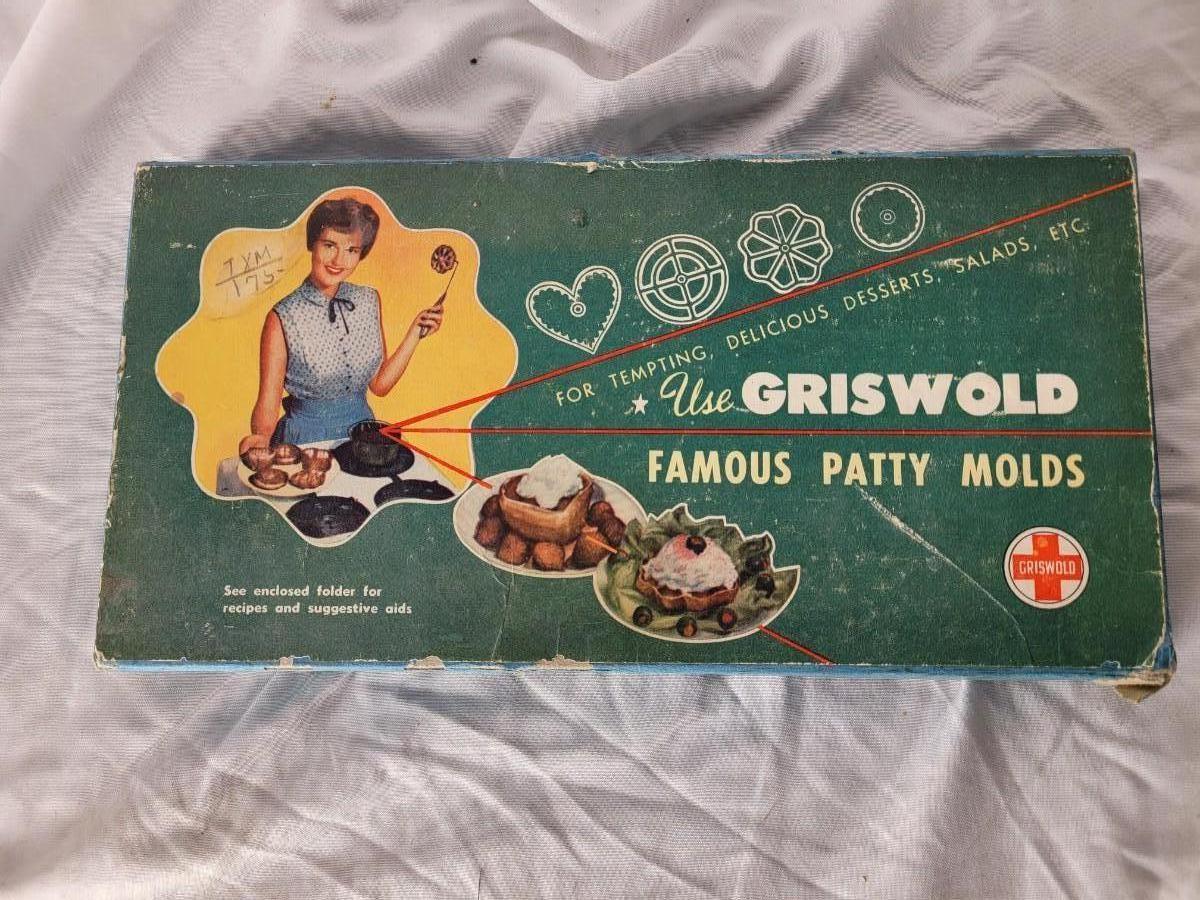 TYM
175-
FOR TEMPTING, DELICIOUS DESSERTS, SALADS, ETC.
Use GRISWOLD
FAMOUS PATTY MOLDS
GRISWOLD
See enclosed folder for
recipes and suggestive aids